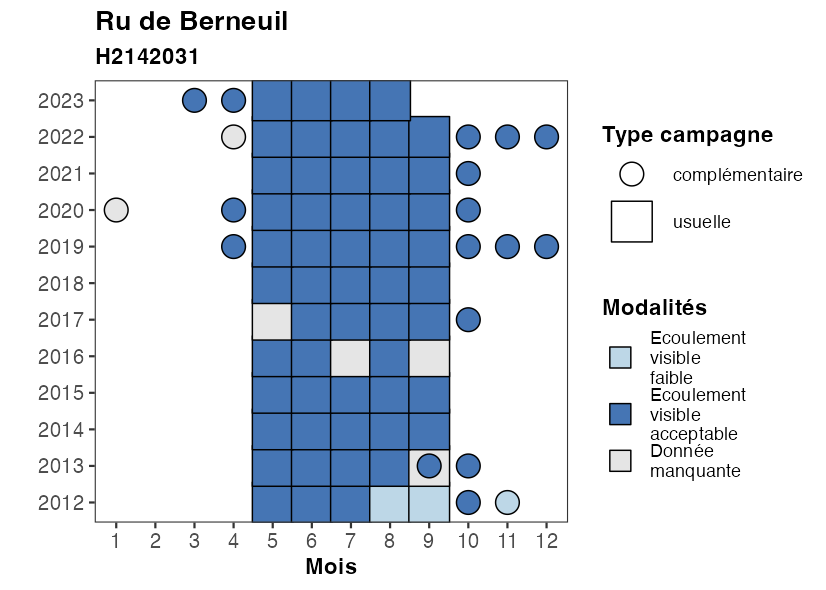 Ru de Berneuil
H2142031
2023
2022
2021
2020
2019
2018
2017
2016
2015
2014
2013
2012
1 2 3 4 5 6 7 8 9 10 11 12
Mois
Type campagne
complémentaire
usuelle
Modalités
Ecoulement
visible
faible
Ecoulement
visible
acceptable
Donnée
manquante